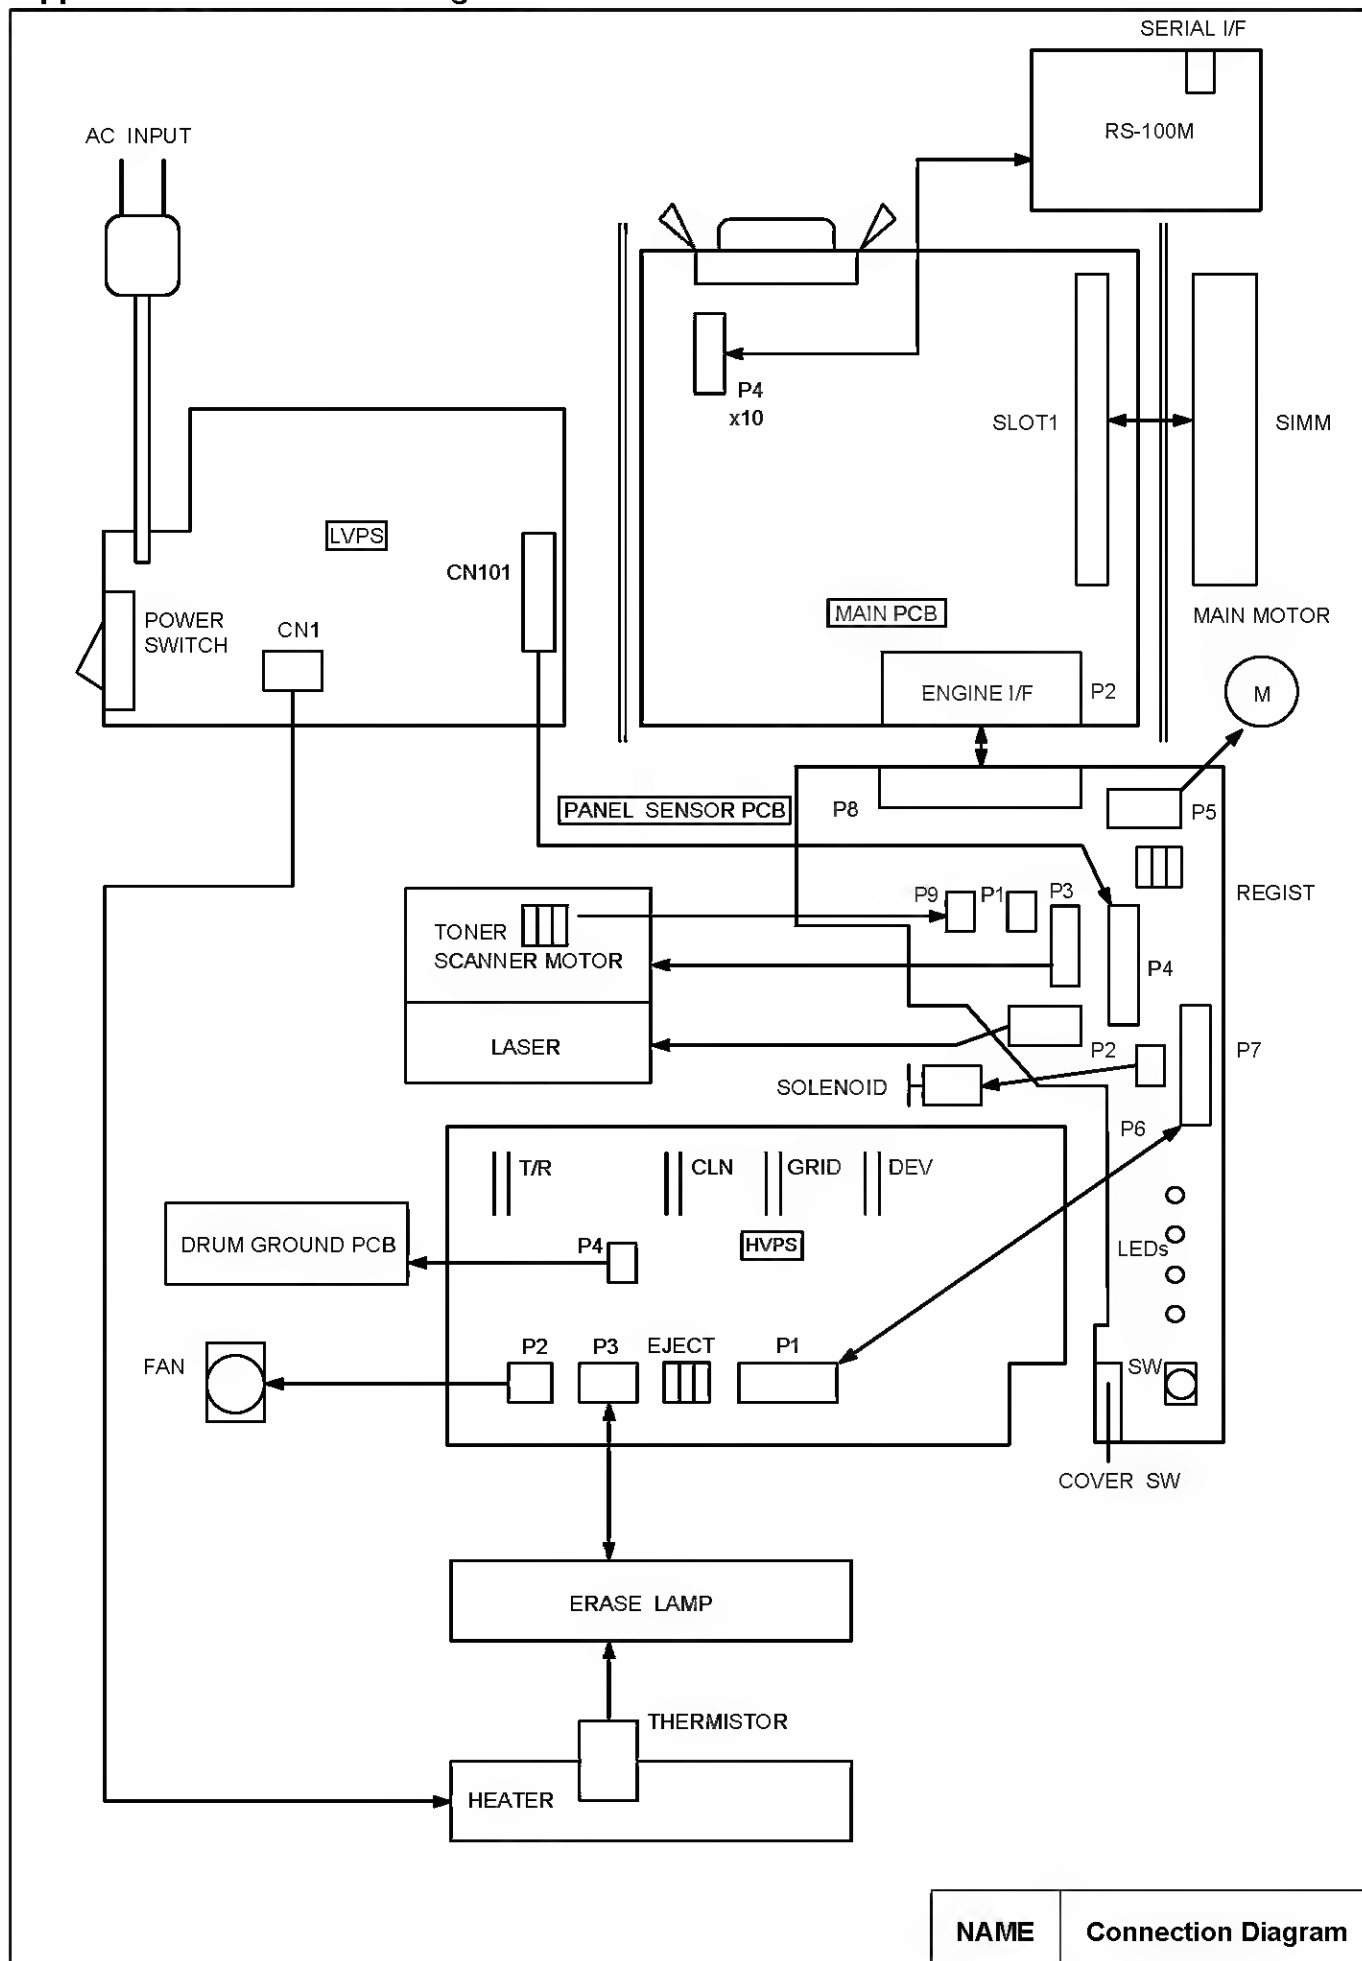 SERIAL I/F
RS-100M
AC INPUT
P4
x10
SLOT1
SIMM
LVPS
CN101
MAIN PCB
POWER
SWITCH
CN1
MAIN MOTOR
ENGINE I/F
P2
M
PANEL SENSOR PCB
P8
P5
P9
P1
P3
REGIST
TONER
SCANNER MOTOR
P4
LASER
P2
P7
SOLENOID
P6
T/R
CLN
GRID
DEV
DRUM GROUND PCB
P4
HVPS
LEDs
FAN
P2
P3
EJECT
P1
SW
COVER SW
ERASE LAMP
THERMISTOR
HEATER
NAME
Connection Diagram